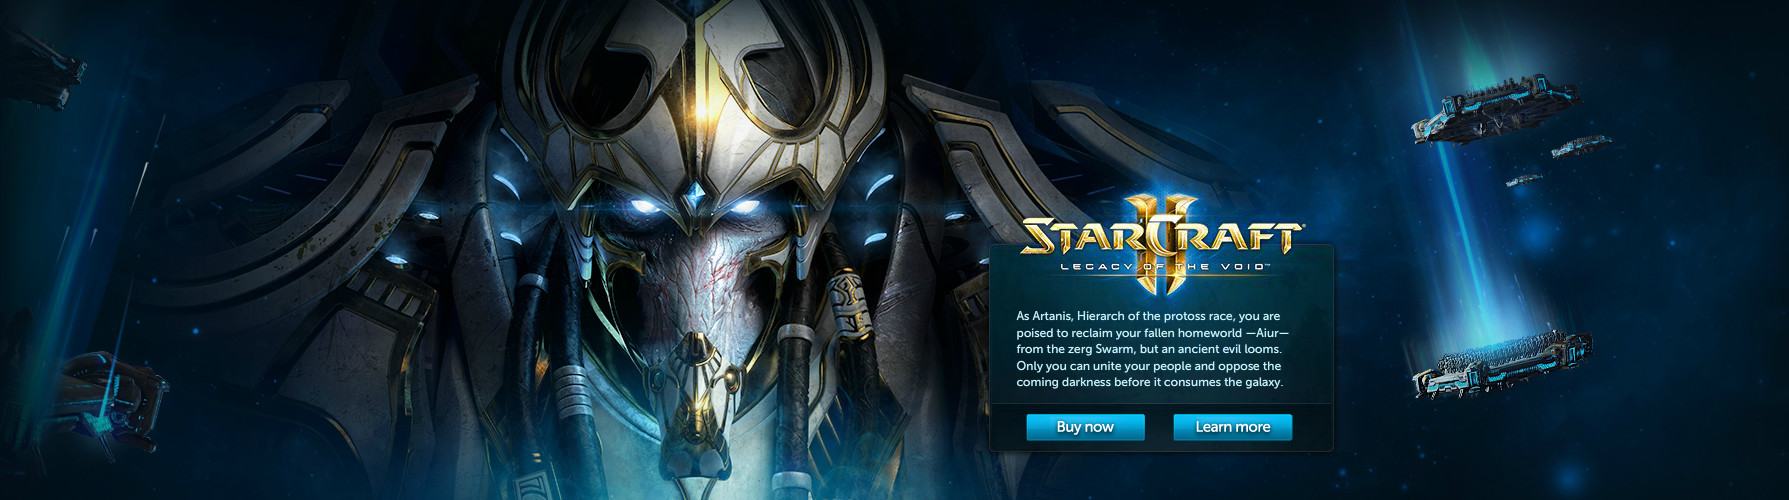 STARCRAFT®
II
LEGACY OF THE VOID™
As Artanis, Hierarch of the protoss race, you are
poised to reclaim your fallen homeworld —Aiur—
from the zerg Swarm, but an ancient evil looms.
Only you can unite your people and oppose the
coming darkness before it consumes the galaxy.
Buy now
Learn more